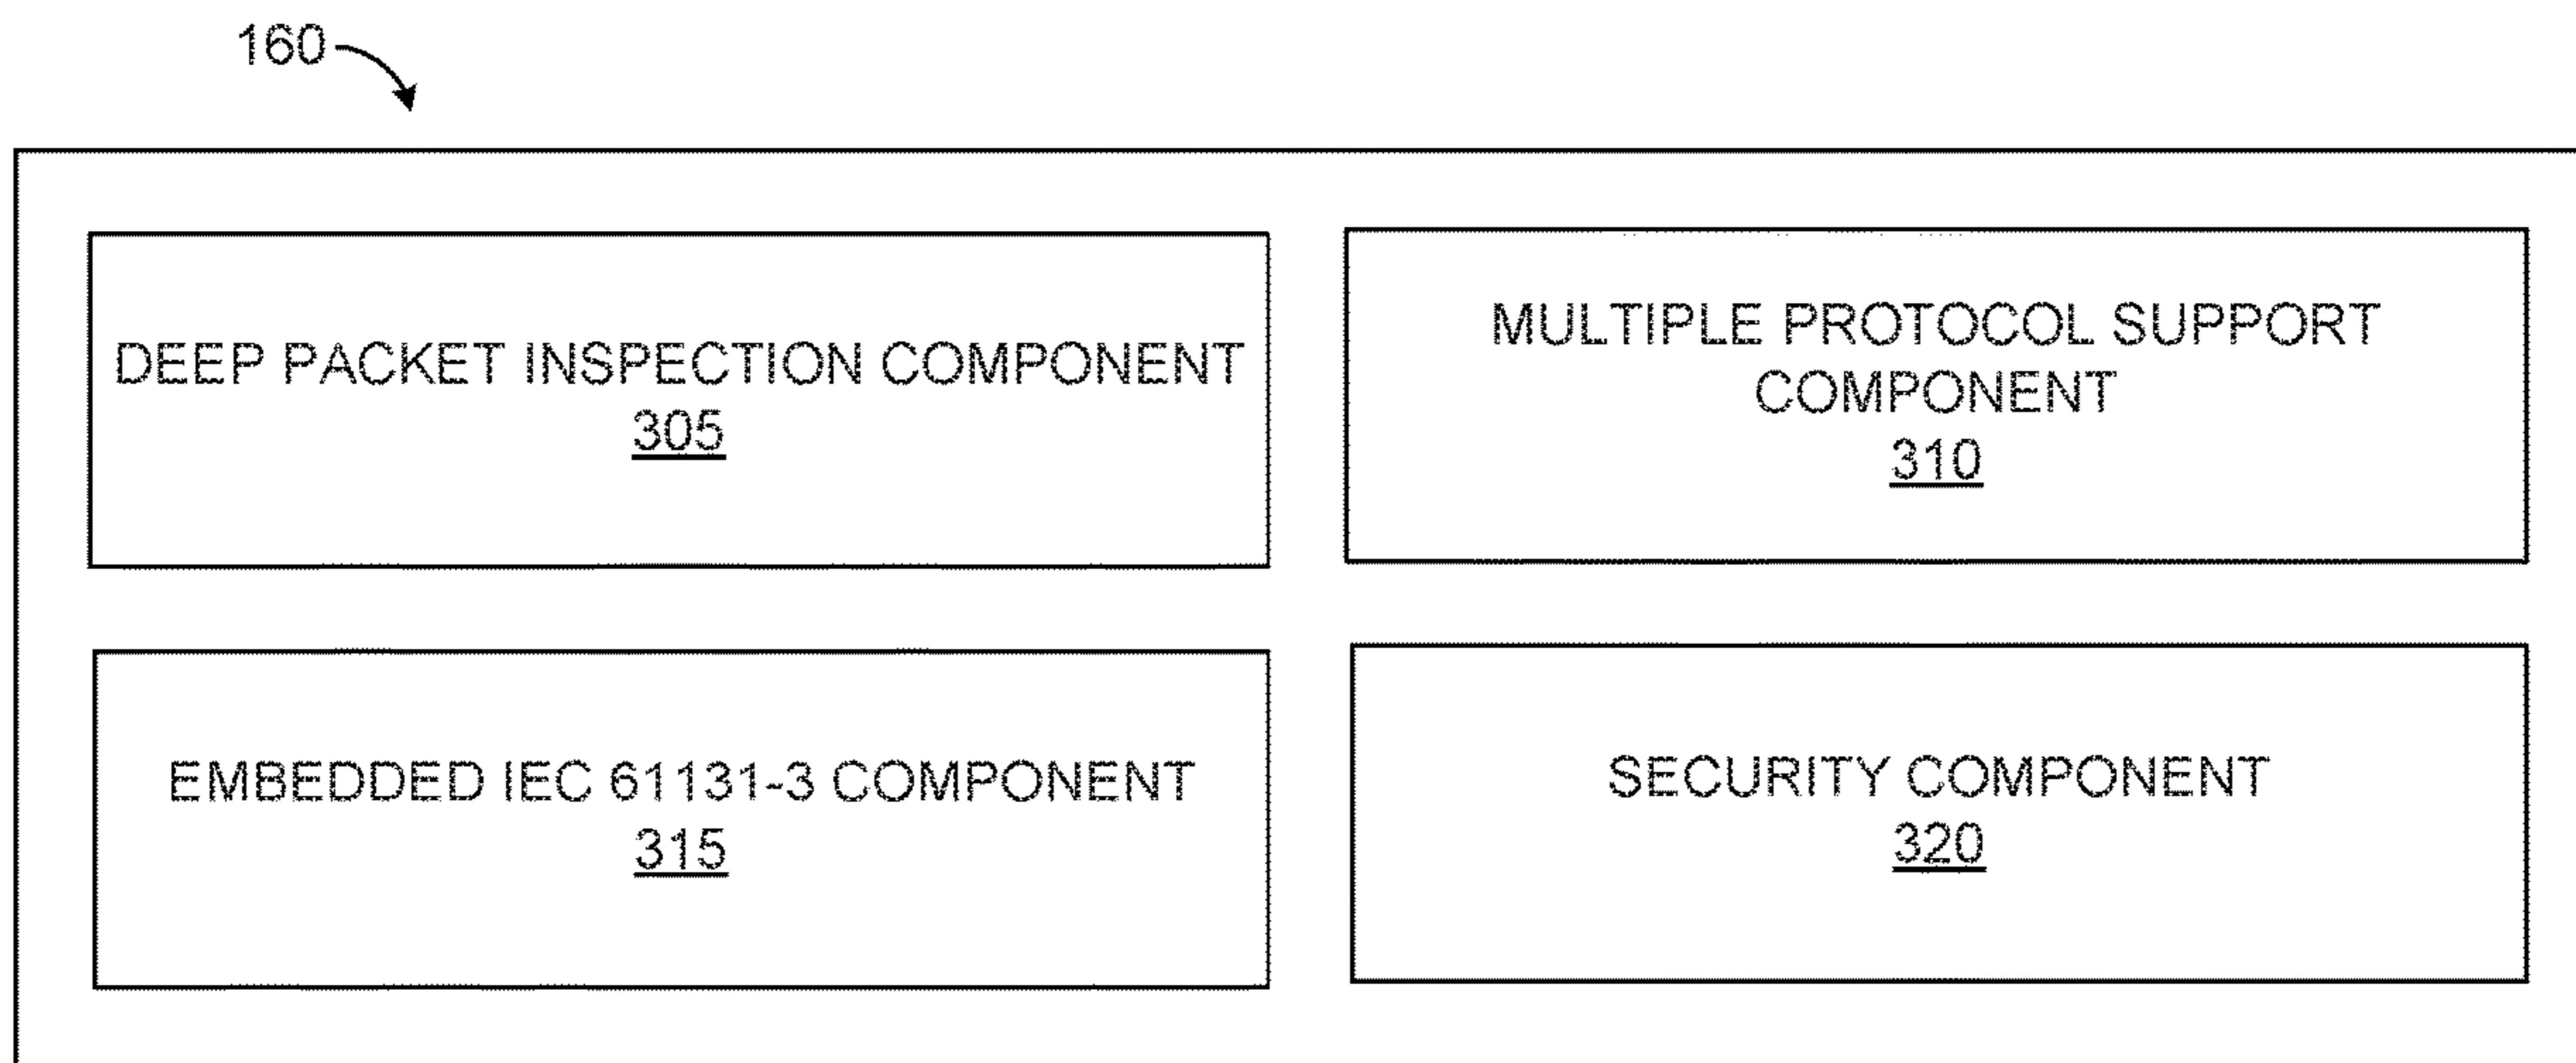 160
DEEP PACKET INSPECTION COMPONENT
305
MULTIPLE PROTOCOL SUPPORT
COMPONENT
310
EMBEDDED IEC 61131-3 COMPONENT
315
SECURITY COMPONENT
320